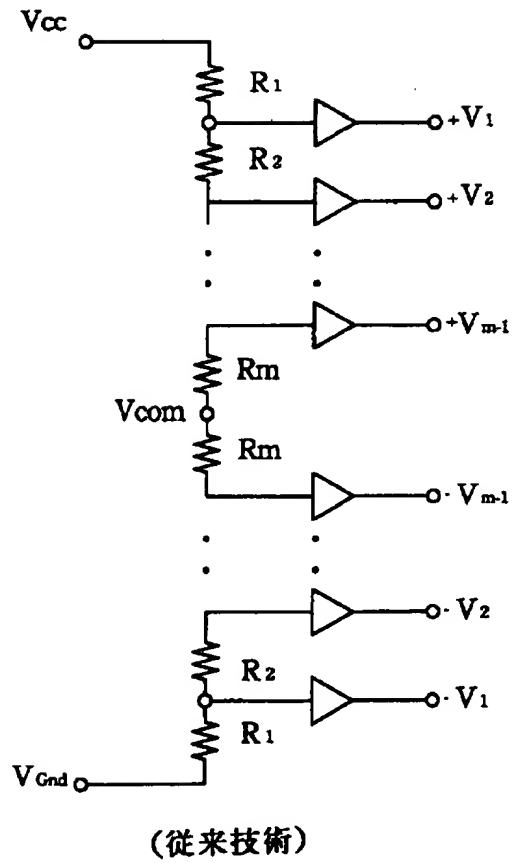 Vcc
R1
+V1
R2
+V2
+Vm-1
Rm
Vcom
Rm
- Vm-1
- V2
R2
- V1
R1
VGnd
(従来技術)